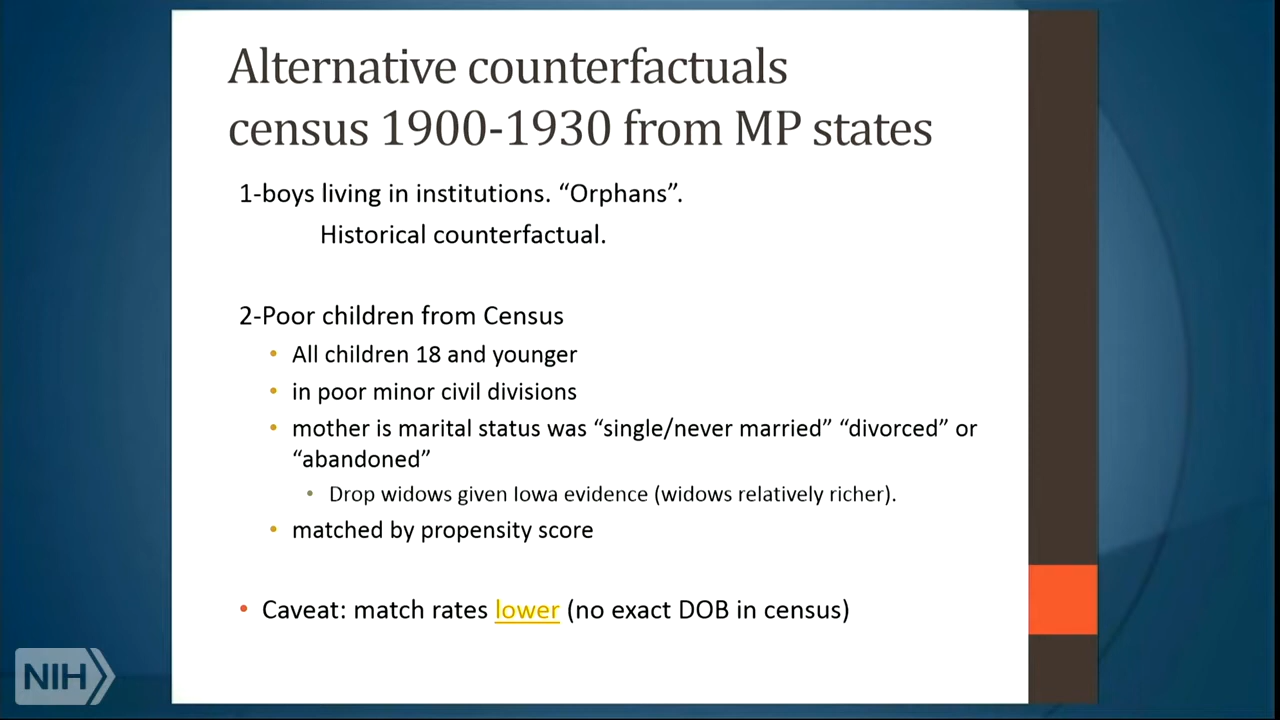 Alternative counterfactuals
census 1900-1930 from MP states
1-boys living in institutions. “Orphans”.
Historical counterfactual.
2-Poor children from Census
• All children 18 and younger
• in poor minor civil divisions
• mother is marital status was “single/never married” “divorced” or
“abandoned”
• Drop widows given Iowa evidence (widows relatively richer).
• matched by propensity score
• Caveat: match rates lower (no exact DOB in census)
NIH